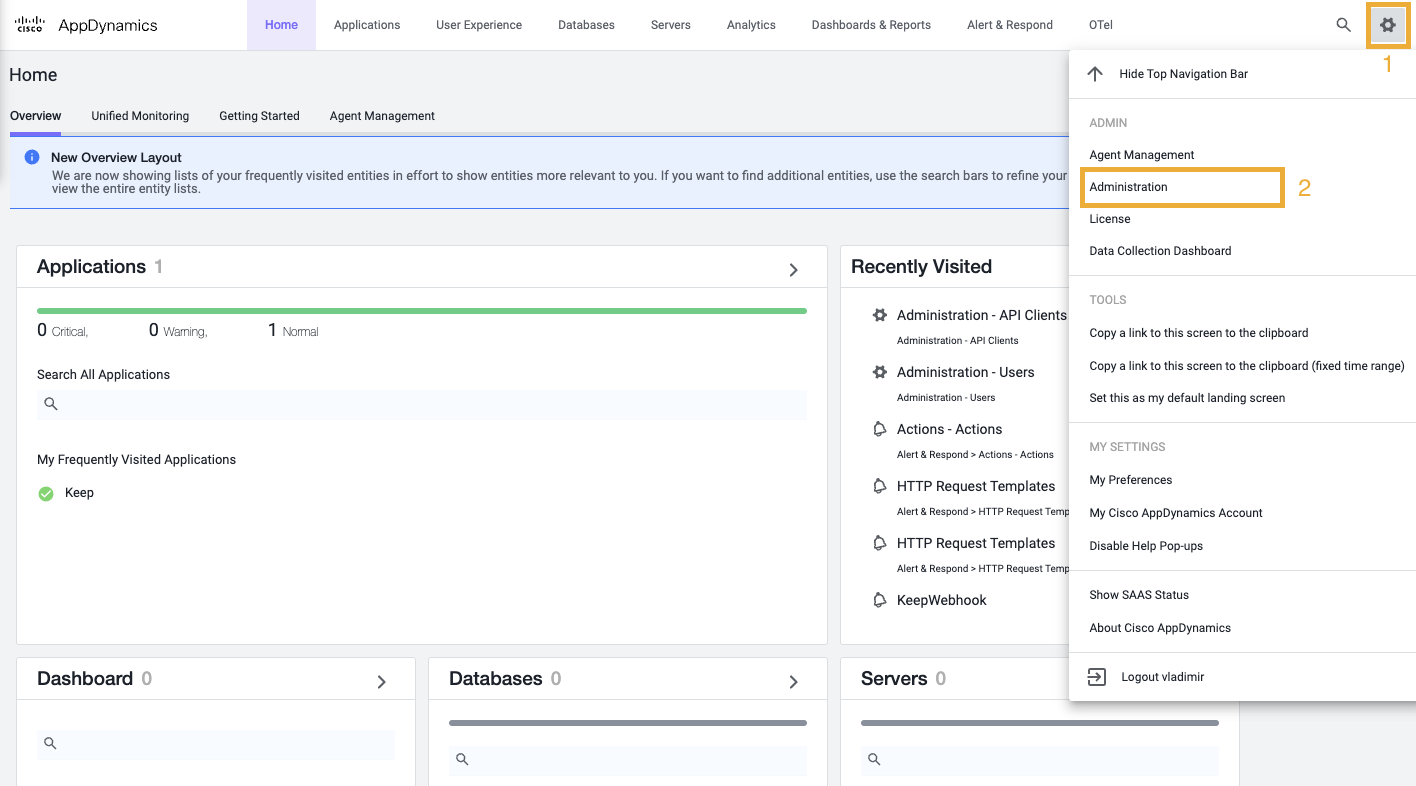 CISCO AppDynamics
Home
Applications
User Experience
Databases
Servers
Analytics
Dashboards & Reports
Alert & Respond
OTel
1
Home
Overview
Unified Monitoring
Getting Started
Agent Management
New Overview Layout
We are now showing lists of your frequently visited entities in effort to show entities more relevant to you. If you want to find additional entities, use the search bars to refine your
view the entire entity lists.
Applications 1
0 Critical,
0 Warning,
1 Normal
Search All Applications
My Frequently Visited Applications
Keep
Recently Visited
Administration - API Clients
Administration - API Clients
Administration - Users
Administration - Users
Actions - Actions
Alert & Respond > Actions - Actions
HTTP Request Templates
Alert & Respond > HTTP Request Temp
HTTP Request Templates
Alert & Respond > HTTP Request Temp
KeepWebhook
Dashboard 0
Databases 0
Servers 0
Hide Top Navigation Bar
ADMIN
Agent Management
Administration
2
License
Data Collection Dashboard
TOOLS
Copy a link to this screen to the clipboard
Copy a link to this screen to the clipboard (fixed time range)
Set this as my default landing screen
MY SETTINGS
My Preferences
My Cisco AppDynamics Account
Disable Help Pop-ups
Show SAAS Status
About Cisco AppDynamics
Logout vladimir